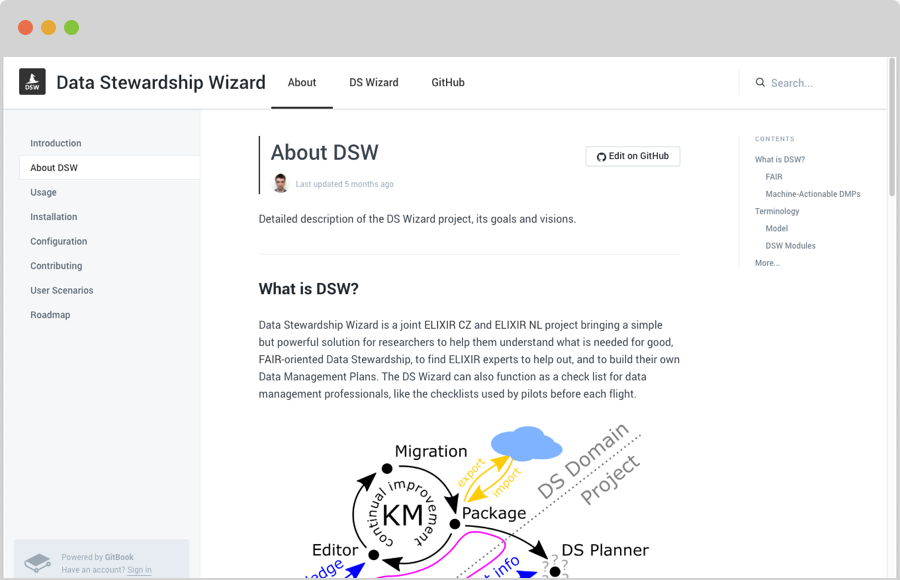 DSW
Data Stewardship Wizard
About
DS Wizard
GitHub
Search...
Introduction
About DSW
Usage
Installation
Configuration
Contributing
User Scenarios
Roadmap
Powered by GitBook
Have an account? Sign in
About DSW
Edit on GitHub
Last updated 5 months ago
Detailed description of the DS Wizard project, its goals and visions.
What is DSW?
Data Stewardship Wizard is a joint ELIXIR CZ and ELIXIR NL project bringing a simple
but powerful solution for researchers to help them understand what is needed for good,
FAIR-oriented Data Stewardship, to find ELIXIR experts to help out, and to build their own
Data Management Plans. The DS Wizard can also function as a check list for data
management professionals, like the checklists used by pilots before each flight.
Migration
export
import
DS Domain
Project
continual improvement
KM
Package
Editor
DS Planner
? ? ? ?
info
CONTENTS
What is DSW?
FAIR
Machine-Actionable DMPs
Terminology
Model
DSW Modules
More...